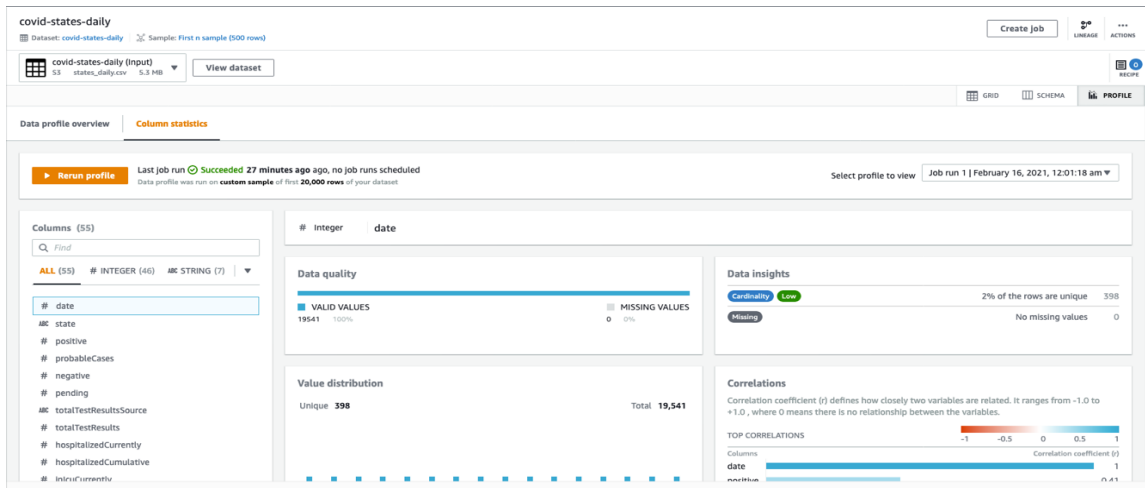 covid-states-daily
Dataset: covid-states-daily Sample: First n sample (500 rows)
Create job
LINEAGE
ACTIONS
covid-states-daily (Input)
S3 states_daily.csv 5.3 MB
View dataset
0
RECIPE
GRID SCHEMA PROFILE
Data profile overview Column statistics
Rerun profile
Last job run Succeeded 27 minutes ago ago, no job runs scheduled
Data profile was run on custom sample of first 20,000 rows of your dataset
Select profile to view Job run 1 | February 16, 2021, 12:01:18 am
Columns (55)
Find
ALL (55) # INTEGER (46) ABC STRING (7)
# date
ABC state
# positive
# probableCases
# negative
# pending
ABC totalTestResultsSource
# totalTestResults
# hospitalizedCurrently
# hospitalizedCumulative
# inIcuCurrently
# Integer date
Data quality
VALID VALUES MISSING VALUES
19541 100% 0 0%
Data insights
Cardinality Low 2% of the rows are unique 398
Missing No missing values 0
Value distribution
Unique 398 Total 19,541
Correlations
Correlation coefficient (r) defines how closely two variables are related. It ranges from -1.0 to
+1.0 , where 0 means there is no relationship between the variables.
TOP CORRELATIONS
-1 -0.5 0 0.5 1
Columns Correlation coefficient (r)
date 1
positive 0.41